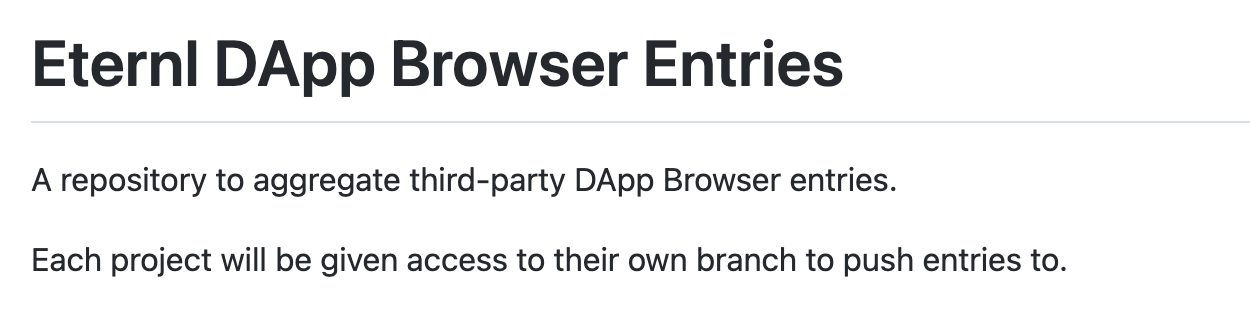 Eternl DApp Browser Entries
A repository to aggregate third-party DApp Browser entries.
Each project will be given access to their own branch to push entries to.